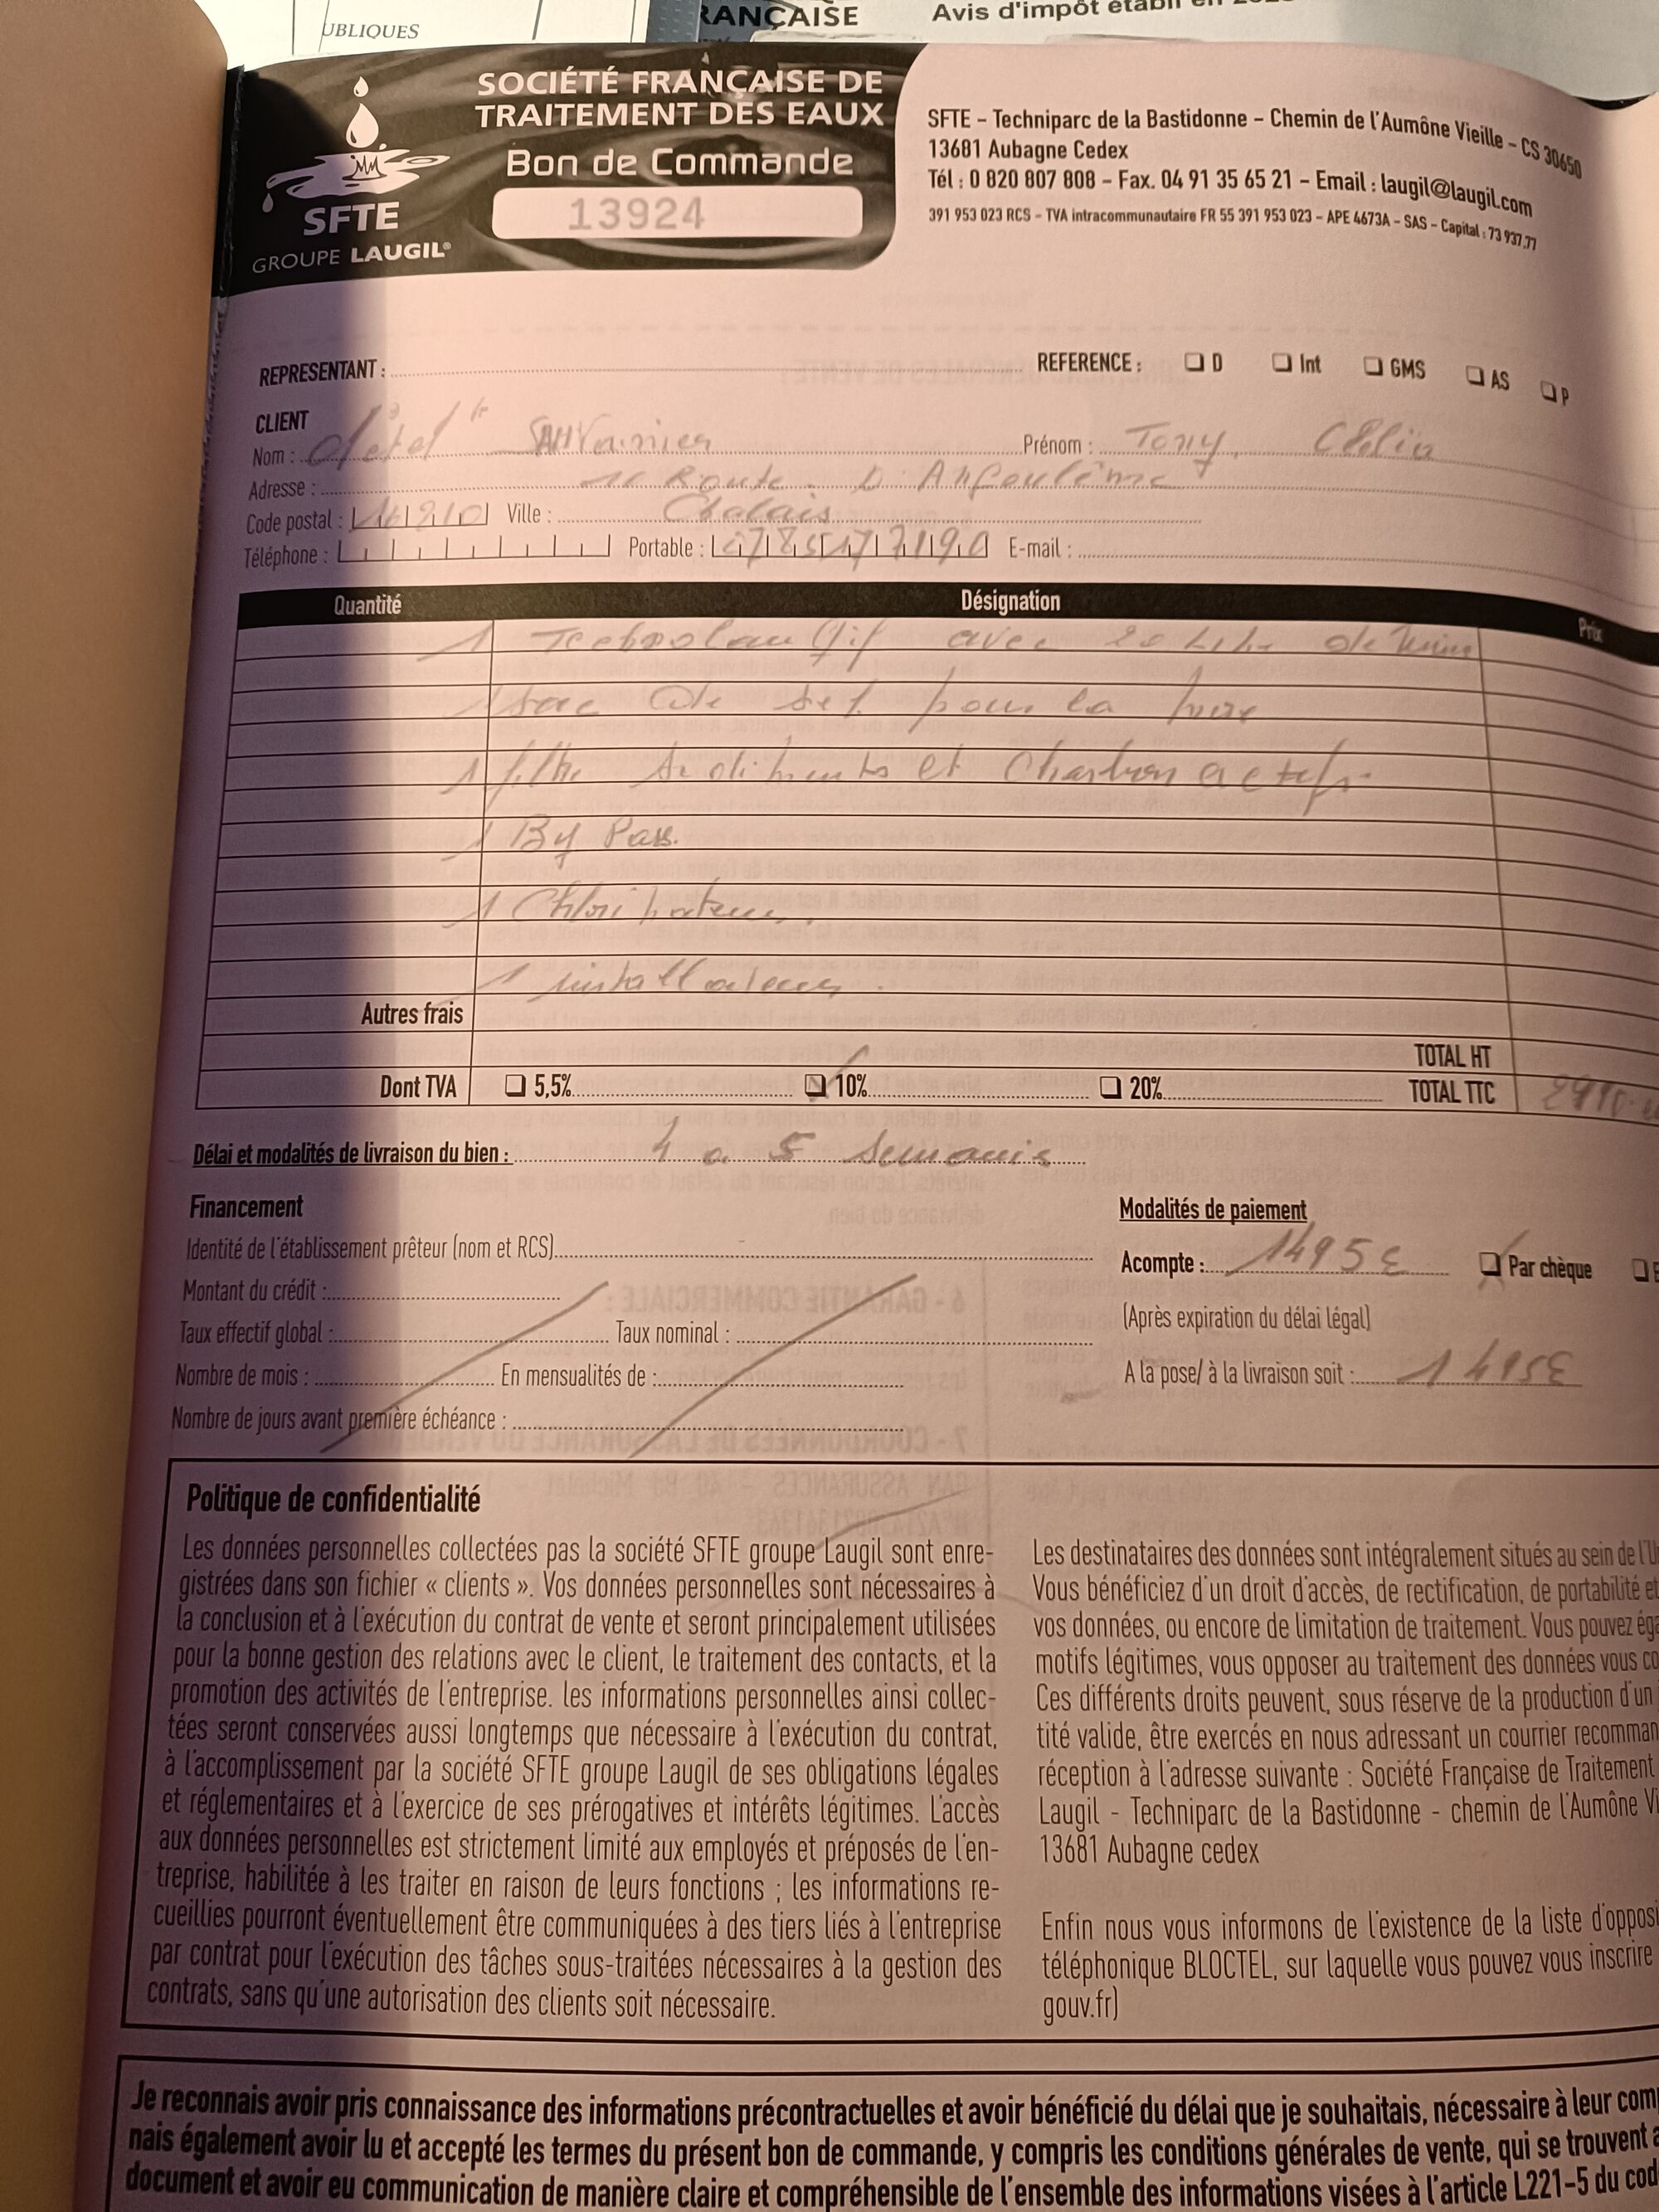 UBLIQUES
RANÇAISE
Avis d'impôt établi en
SOCIÉTÉ FRANÇAISE DE
TRAITEMENT DES EAUX
Bon de Commande
13924
SFTE
GROUPE LAUGIL®
SFTE – Techniparc de la Bastidonne – Chemin de l'Aumône Vieille – CS 30650
13681 Aubagne Cedex
Tél : 0 820 807 808 – Fax. 04 91 35 65 21 – Email : laugil@laugil.com
391 953 023 RCS – TVA intracommunautaire FR 55 391 953 023 – APE 4673A – SAS – Capital : 73 937,77
REPRESENTANT :
REFERENCE : D Int GMS AS P
CLIENT
Nom : Prénom : Tony
Adresse : Route D
Code postal : Ville : Chalais
Téléphone : Portable : E-mail :
Quantité Désignation Prix
1 avec 20
1 sac de sel pour la
1 filtre sédiments et Charbon actifs.
1 By Pass.
1
1
Autres frais
TOTAL HT
Dont TVA 5,5% 10% 20% TOTAL TTC
Délai et modalités de livraison du bien : 4 a 5 Semaines
Financement
Identité de l'établissement prêteur (nom et RCS)
Montant du crédit :
Taux effectif global : Taux nominal :
Nombre de mois : En mensualités de :
Nombre de jours avant première échéance :
Modalités de paiement
Acompte : 1495€ Par chèque
(Après expiration du délai légal)
A la pose/ à la livraison soit : 1495€
Politique de confidentialité
Les données personnelles collectées pas la société SFTE groupe Laugil sont enre-
gistrées dans son fichier « clients ». Vos données personnelles sont nécessaires à
la conclusion et à l'exécution du contrat de vente et seront principalement utilisées
pour la bonne gestion des relations avec le client, le traitement des contacts, et la
promotion des activités de l'entreprise. les informations personnelles ainsi collec-
tées seront conservées aussi longtemps que nécessaire à l'exécution du contrat,
à l'accomplissement par la société SFTE groupe Laugil de ses obligations légales
et réglementaires et à l'exercice de ses prérogatives et intérêts légitimes. L'accès
aux données personnelles est strictement limité aux employés et préposés de l'en-
treprise, habilitée à les traiter en raison de leurs fonctions ; les informations re-
cueillies pourront éventuellement être communiquées à des tiers liés à l'entreprise
par contrat pour l'exécution des tâches sous-traitées nécessaires à la gestion des
contrats, sans qu'une autorisation des clients soit nécessaire.
Les destinataires des données sont intégralement situés au sein de l'U
Vous bénéficiez d'un droit d'accès, de rectification, de portabilité et
vos données, ou encore de limitation de traitement. Vous pouvez éga
motifs légitimes, vous opposer au traitement des données vous co
Ces différents droits peuvent, sous réserve de la production d'un
tité valide, être exercés en nous adressant un courrier recomman
réception à l'adresse suivante : Société Française de Traitement
Laugil - Techniparc de la Bastidonne - chemin de l'Aumône Vi
13681 Aubagne cedex
Enfin nous vous informons de l'existence de la liste d'opposi
téléphonique BLOCTEL, sur laquelle vous pouvez vous inscrire
gouv.fr)
Je reconnais avoir pris connaissance des informations précontractuelles et avoir bénéficié du délai que je souhaitais, nécessaire à leur com
nais également avoir lu et accepté les termes du présent bon de commande, y compris les conditions générales de vente, qui se trouvent a
document et avoir eu communication de manière claire et compréhensible de l'ensemble des informations visées à l'article L221-5 du cod